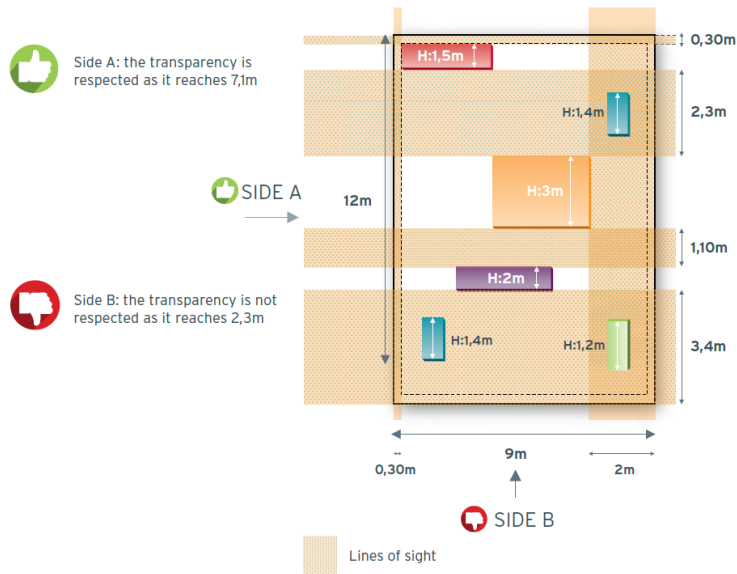 0,30m
Side A: the transparency is
respected as it reaches 7,1m
H:1,5m
H:1,4m
2,3m
SIDE A
12m
H:3m
1,10m
Side B: the transparency is not
respected as it reaches 2,3m
H:2m
H:1,4m
H:1,2m
3,4m
9m
0,30m
2m
SIDE B
Lines of sight